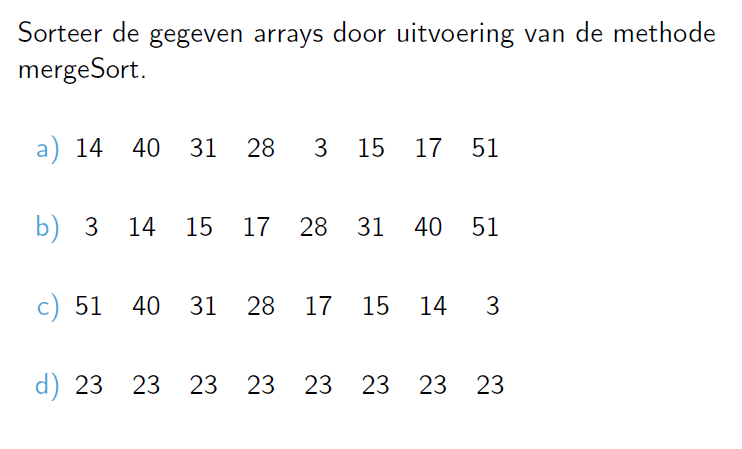 Sorteer de gegeven arrays door uitvoering van de methode
mergeSort.
a) 14 40 31 28 3 15 17 51
b) 3 14 15 17 28 31 40 51
c) 51 40 31 28 17 15 14 3
d) 23 23 23 23 23 23 23 23